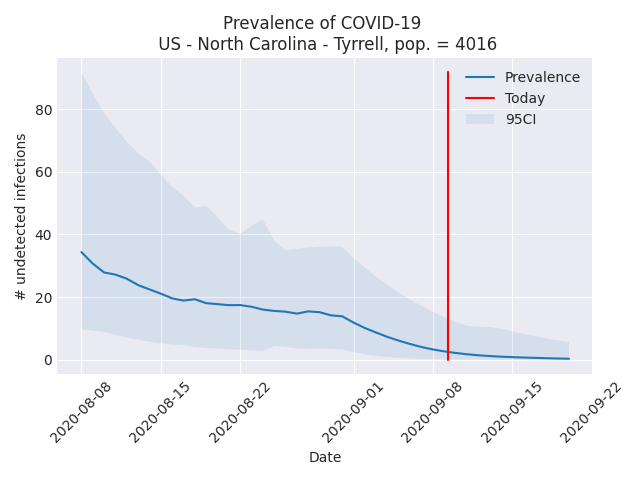 Prevalence of COVID-19
US - North Carolina - Tyrrell, pop. = 4016
Prevalence
Today
95CI
# undetected infections
80
60
40
20
0
2020-08-08
2020-08-15
2020-08-22
2020-09-01
2020-09-08
2020-09-15
2020-09-22
Date